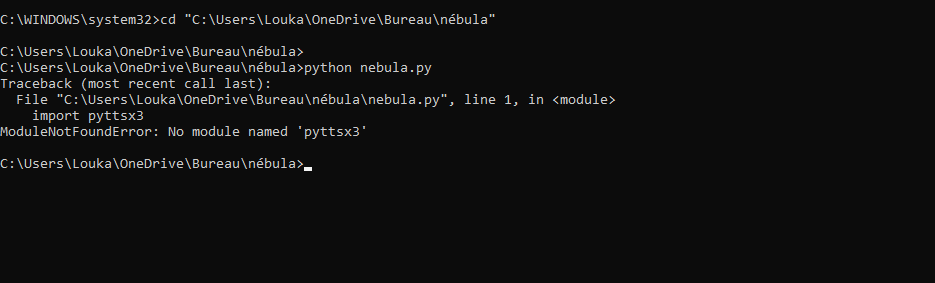 C:\WINDOWS\system32>cd "C:\Users\Louka\OneDrive\Bureau\nébula"
C:\Users\Louka\OneDrive\Bureau\nébula>
C:\Users\Louka\OneDrive\Bureau\nébula>python nebula.py
Traceback (most recent call last):
  File "C:\Users\Louka\OneDrive\Bureau\nébula\nebula.py", line 1, in <module>
    import pyttsx3
ModuleNotFoundError: No module named 'pyttsx3'
C:\Users\Louka\OneDrive\Bureau\nébula>